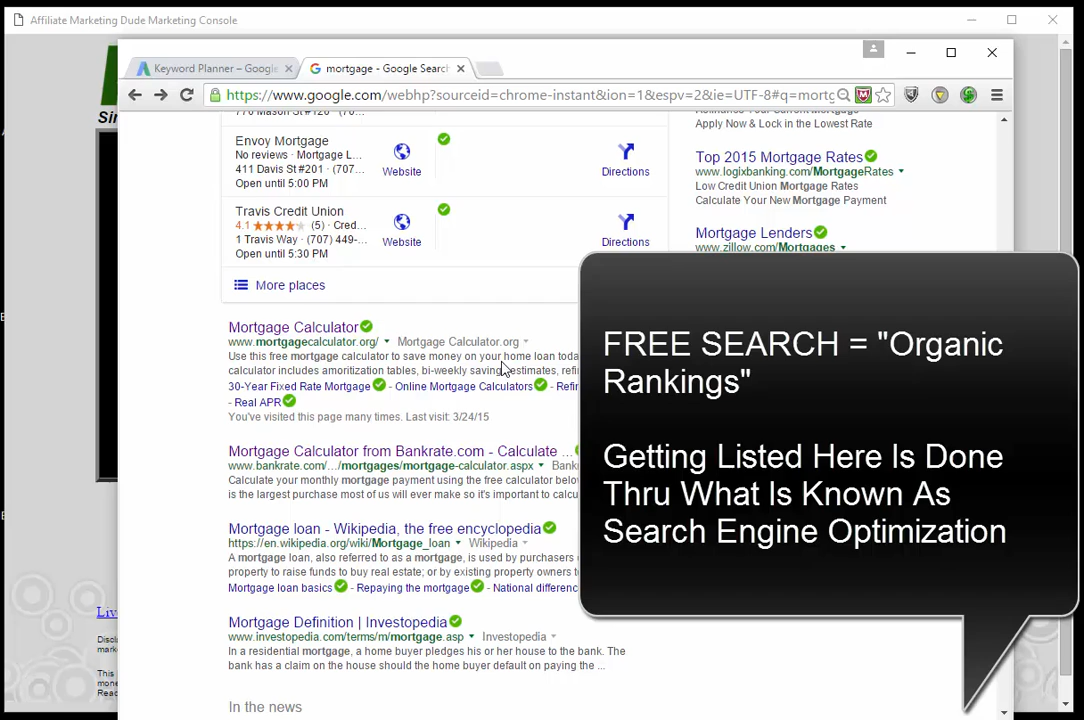 Affiliate Marketing Dude Marketing Console
Keyword Planner – Google
mortgage - Google Search
https://www.google.com/webhp?sourceid=chrome-instant&ion=1&espv=2&ie=UTF-8#q=mortg
Apply Now & Lock in the Lowest Rate
Envoy Mortgage
No reviews · Mortgage L...
411 Davis St #201 · (707...
Open until 5:00 PM
Website
Directions
Top 2015 Mortgage Rates
www.logixbanking.com/MortgageRates
Low Credit Union Mortgage Rates
Calculate Your New Mortgage Payment
Travis Credit Union
4.1 (5) · Cred...
1 Travis Way · (707) 449-...
Open until 5:30 PM
Website
Directions
Mortgage Lenders
www.zillow.com/Mortgages
More places
Mortgage Calculator
www.mortgagecalculator.org/ Mortgage Calculator.org
Use this free mortgage calculator to save money on your home loan toda
calculator includes amoritization tables, bi-weekly savings estimates, refi
30-Year Fixed Rate Mortgage - Online Mortgage Calculators - Refi
- Real APR
You've visited this page many times. Last visit: 3/24/15
Mortgage Calculator from Bankrate.com - Calculate ...
www.bankrate.com/.../mortgages/mortgage-calculator.aspx Bank
Calculate your monthly mortgage payment using the free calculator below
is the largest purchase most of us will ever make so it's important to calcu
Mortgage loan - Wikipedia, the free encyclopedia
https://en.wikipedia.org/wiki/Mortgage_loan Wikipedia
A mortgage loan, also referred to as a mortgage, is used by purchasers
property to raise funds to buy real estate; or by existing property owners t
Mortgage loan basics - Repaying the mortgage - National differenc
Mortgage Definition | Investopedia
www.investopedia.com/terms/m/mortgage.asp Investopedia
In a residential mortgage, a home buyer pledges his or her house to the bank. The
bank has a claim on the house should the home buyer default on paying the ...
In the news
FREE SEARCH = "Organic
Rankings"
Getting Listed Here Is Done
Thru What Is Known As
Search Engine Optimization